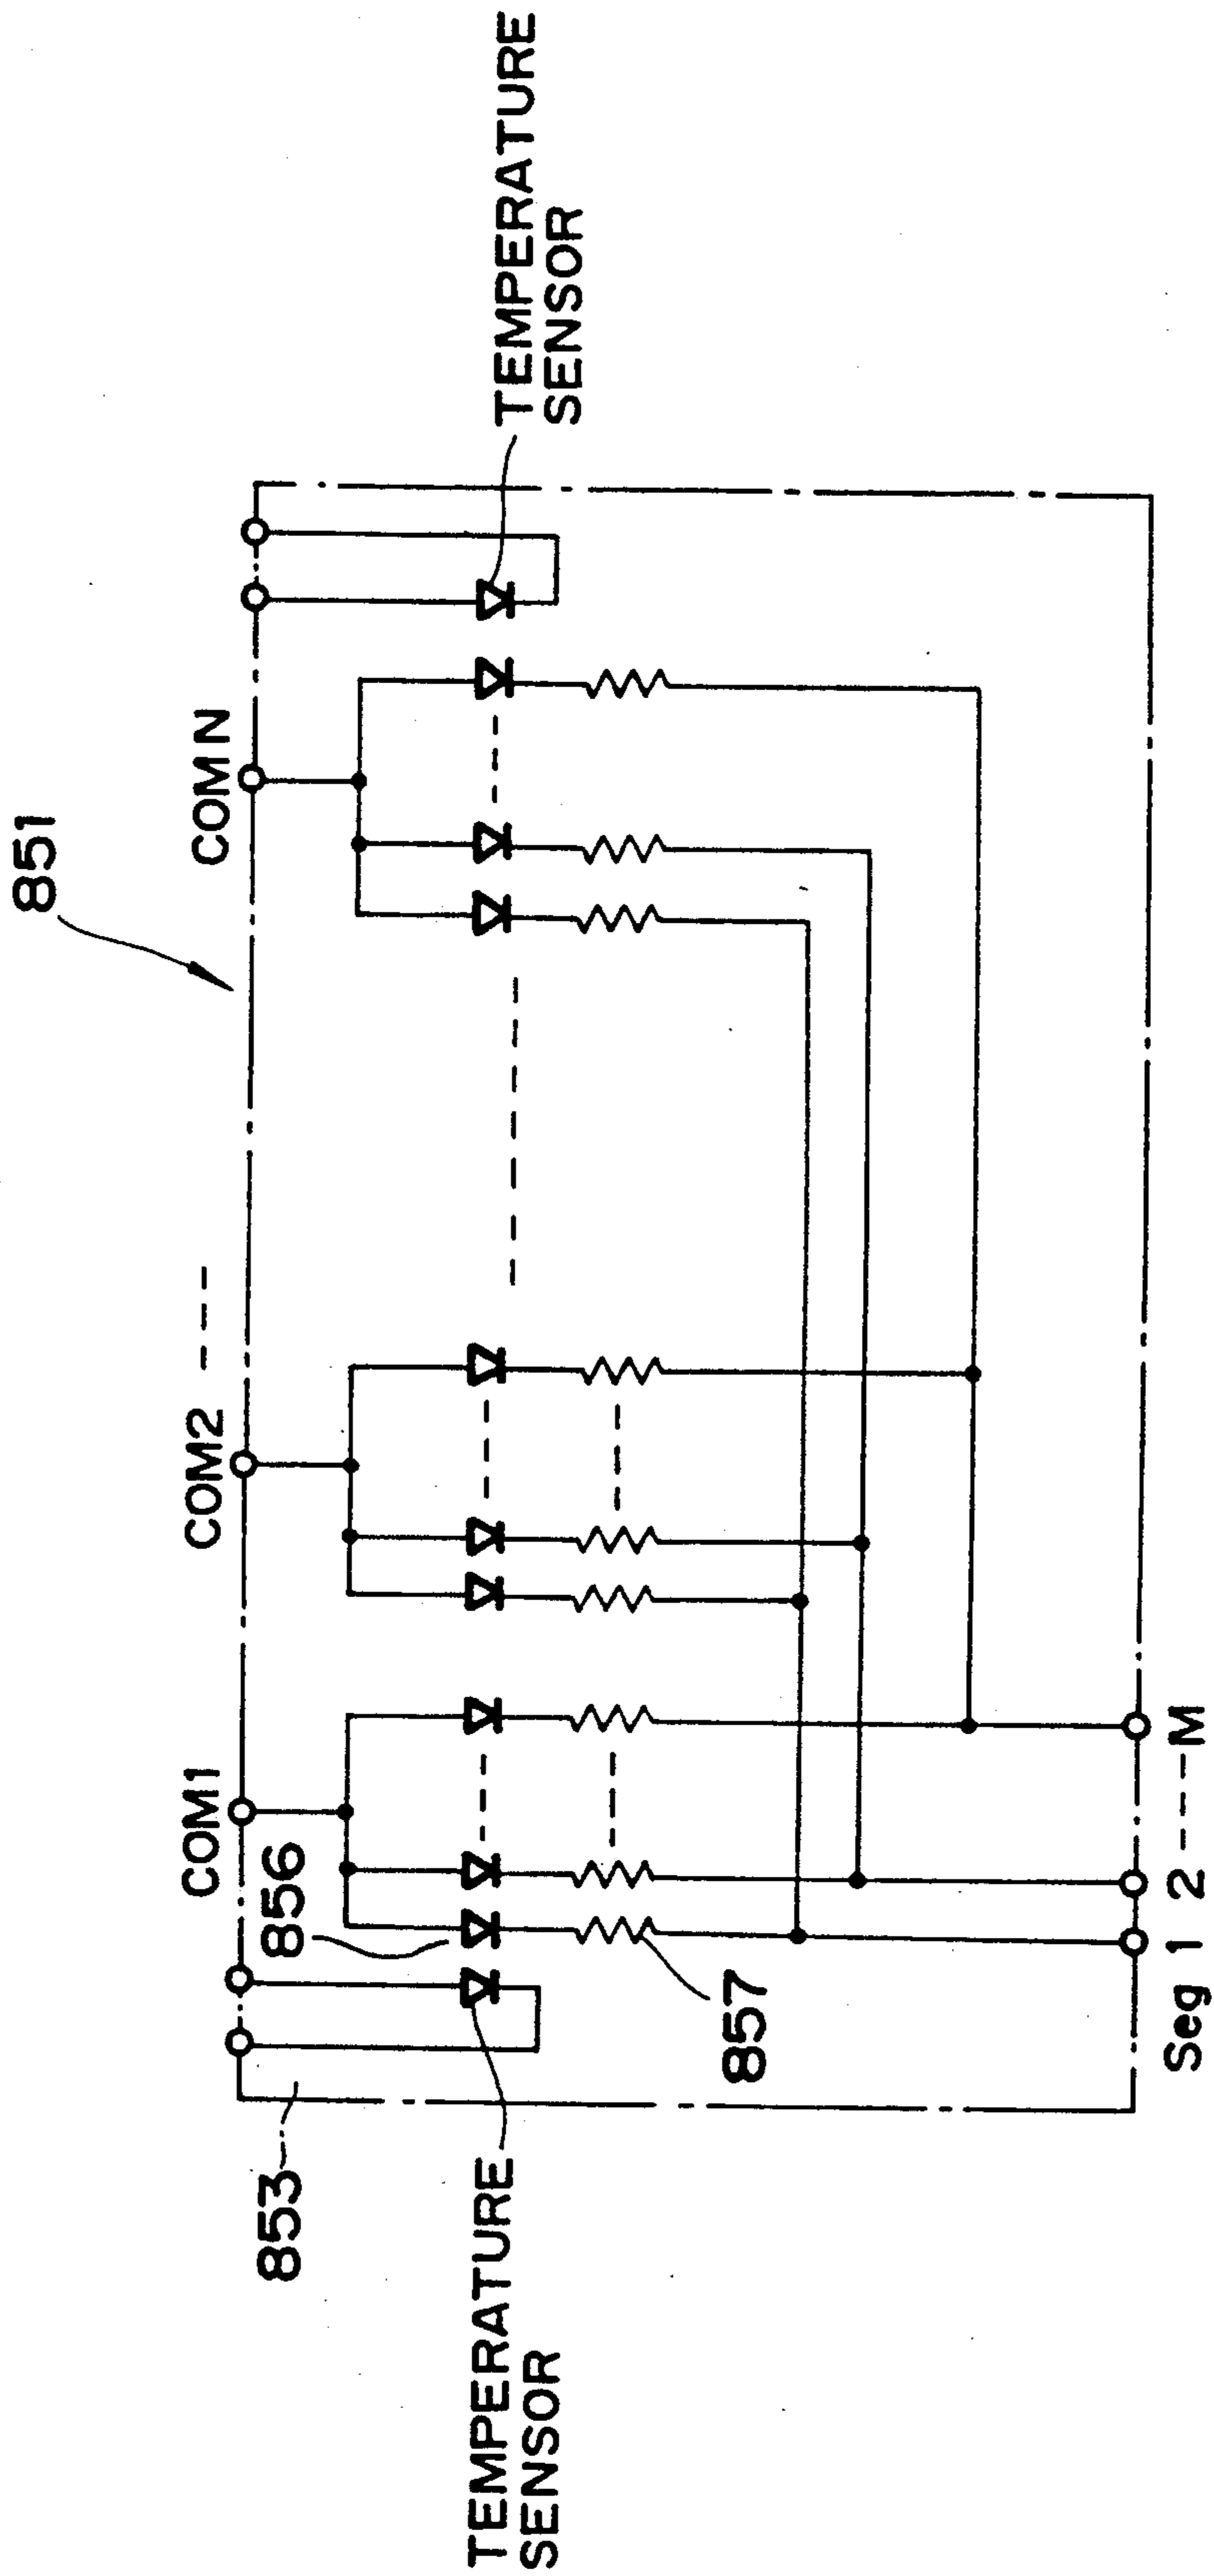 851
COM1
COM2 ---
COM N
856
853
857
TEMPERATURE
SENSOR
TEMPERATURE
SENSOR
Seg 1 2 ----M